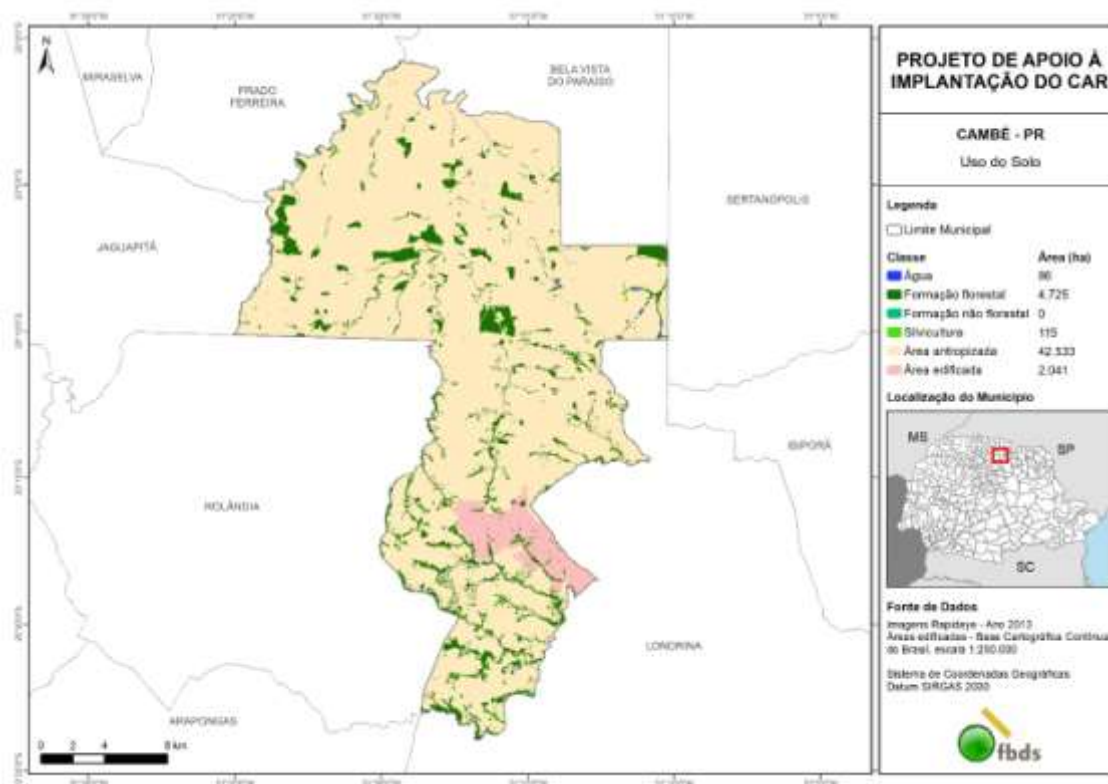 N
MIRASELVA
PRADO
FERREIRA
BELA VISTA
DO PARAÍSO
SERTANÓPOLIS
JAGUAPITÃ
IBIPORÃ
ROLÂNDIA
LONDRINA
ARAPONGAS
0 2 4 8 km
PROJETO DE APOIO À
IMPLANTAÇÃO DO CAR
CAMBÉ - PR
Uso do Solo
Legenda
Limite Municipal
Classe Área (ha)
Água 86
Formação florestal 4.725
Formação não florestal 0
Silvicultura 115
Área antropizada 42.533
Área edificada 2.041
Localização do Município
MS
SP
SC
Fonte de Dados
Imagens Rapideye - Ano 2013
Áreas edificadas - Base Cartográfica Contínua
do Brasil, escala 1:250.000
Sistema de Coordenadas Geográficas
Datum SIRGAS 2000
fbds